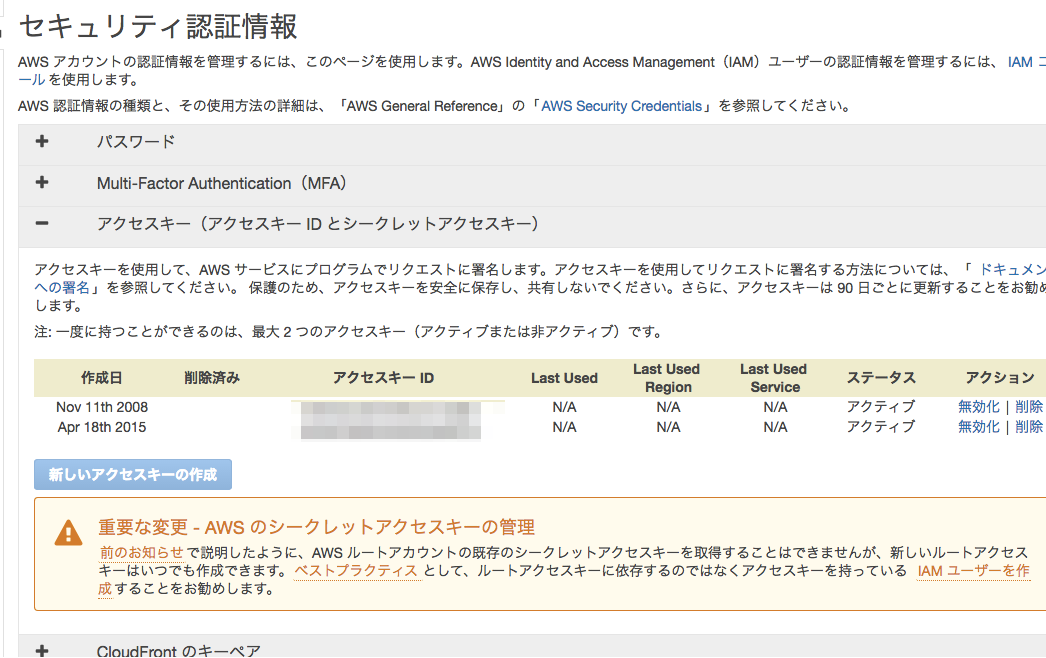 セキュリティ認証情報
AWS アカウントの認証情報を管理するには、このページを使用します。AWS Identity and Access Management（IAM）ユーザーの認証情報を管理するには、 IAM コ
ール を使用します。
AWS 認証情報の種類と、その使用方法の詳細は、「AWS General Reference」の「AWS Security Credentials」を参照してください。
+ パスワード
+ Multi-Factor Authentication（MFA）
− アクセスキー（アクセスキー ID とシークレットアクセスキー）
アクセスキーを使用して、AWS サービスにプログラムでリクエストに署名します。アクセスキーを使用してリクエストに署名する方法については、「 ドキュメン
への署名」を参照してください。 保護のため、アクセスキーを安全に保存し、共有しないでください。さらに、アクセスキーは 90 日ごとに更新することをお勧め
します。
注: 一度に持つことができるのは、最大 2 つのアクセスキー（アクティブまたは非アクティブ）です。
作成日 削除済み アクセスキー ID Last Used Last Used Region Last Used Service ステータス アクション
Nov 11th 2008 N/A N/A N/A アクティブ 無効化 | 削除
Apr 18th 2015 N/A N/A N/A アクティブ 無効化 | 削除
新しいアクセスキーの作成
重要な変更 - AWS のシークレットアクセスキーの管理
前のお知らせ で説明したように、AWS ルートアカウントの既存のシークレットアクセスキーを取得することはできませんが、新しいルートアクセス
キーはいつでも作成できます。 ベストプラクティス として、ルートアクセスキーに依存するのではなくアクセスキーを持っている IAM ユーザーを作
成 することをお勧めします。
+ CloudFront のキーペア